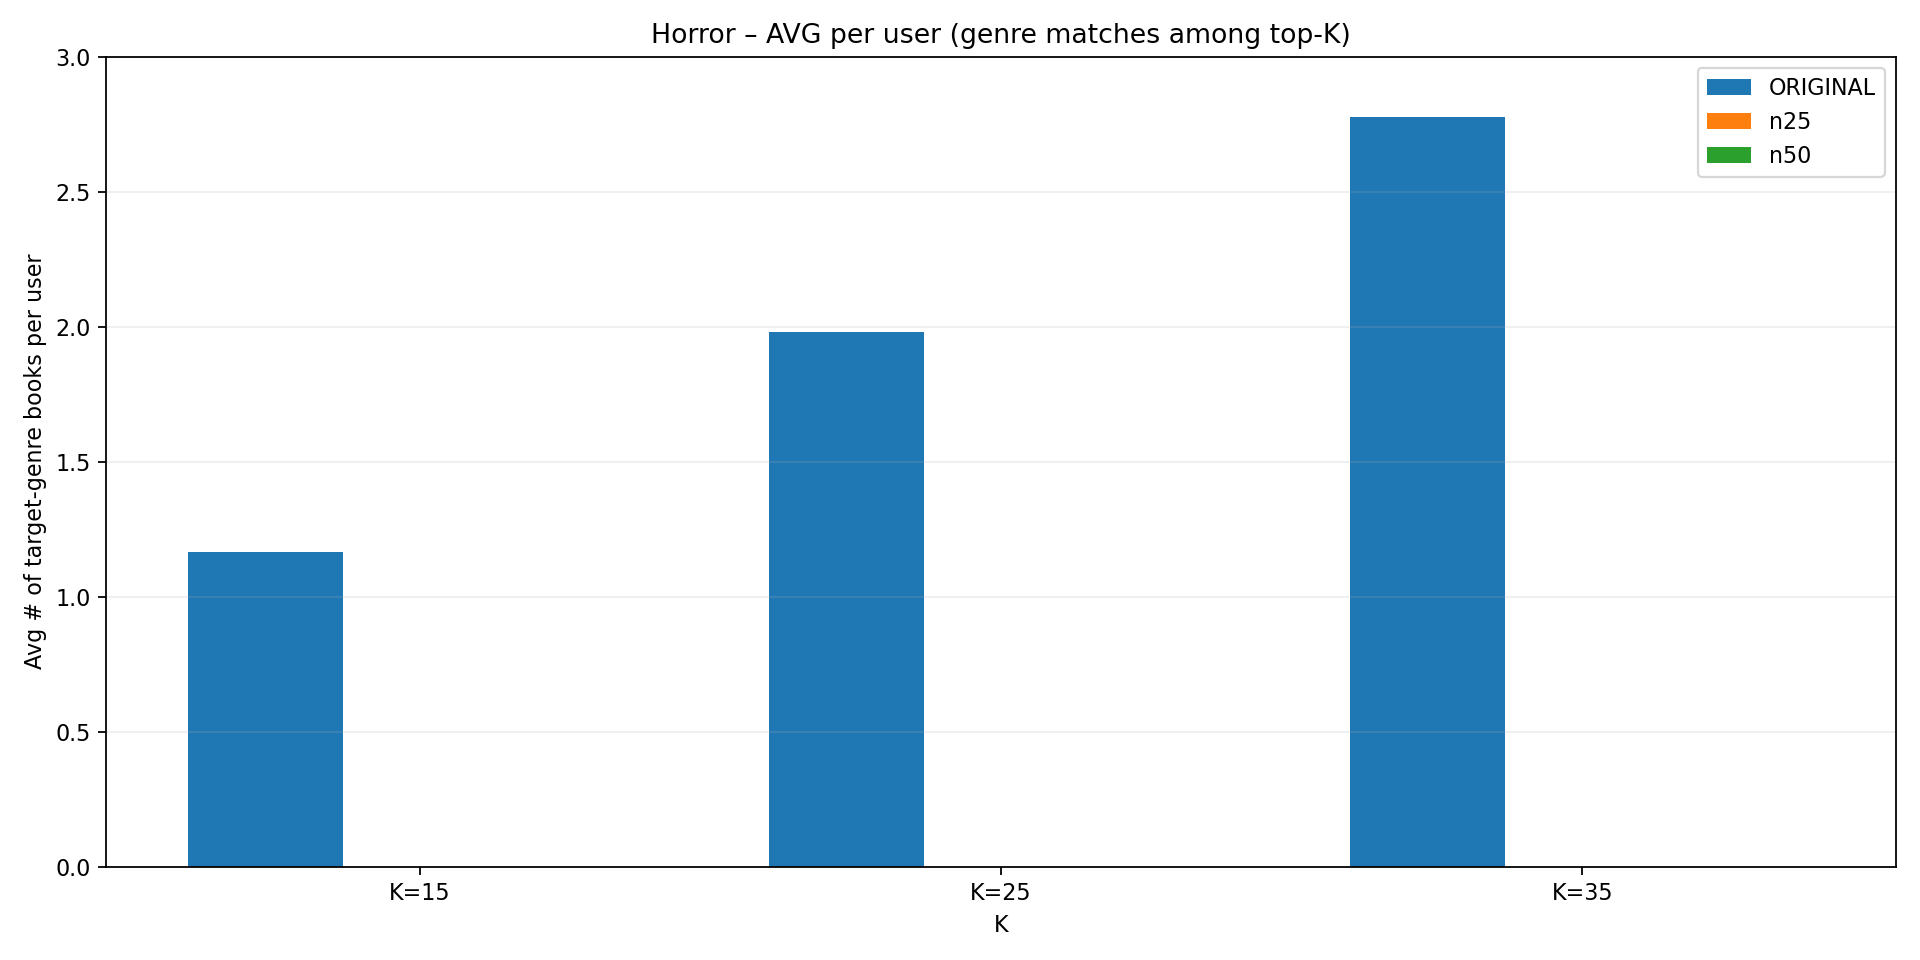 Horror – AVG per user (genre matches among top-K)
3.0
2.5
2.0
1.5
1.0
0.5
0.0
Avg # of target-genre books per user
ORIGINAL
n25
n50
K=15
K=25
K=35
K